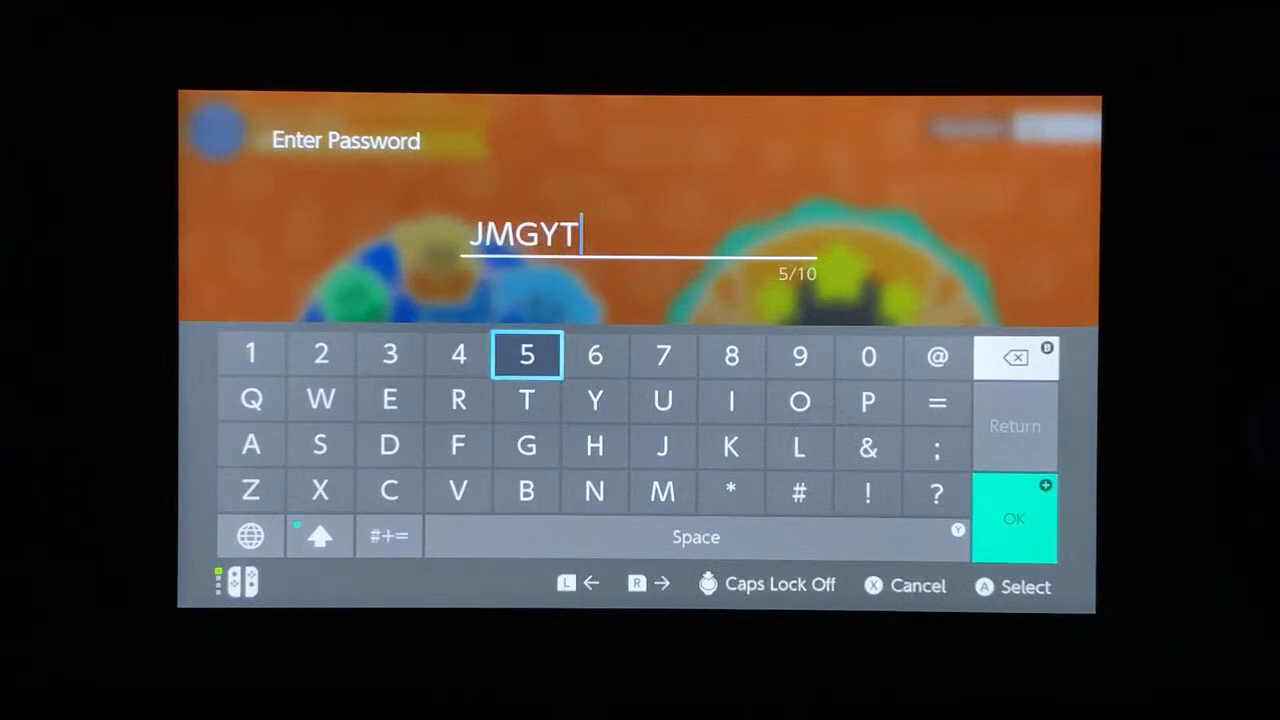 Enter Password
JMGYT
5/10
1 2 3 4 5 6 7 8 9 0 @ B
Q W E R T Y U I O P =
Return
A S D F G H J K L & ;
Z X C V B N M * # ! ? +
OK
#+= Space Y
L ← R → Caps Lock Off X Cancel A Select